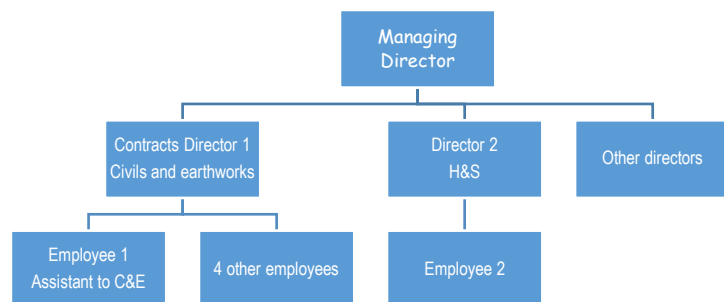 Managing
Director
Contracts Director 1
Civils and earthworks
Director 2
H&S
Other directors
Employee 1
Assistant to C&E
4 other employees
Employee 2